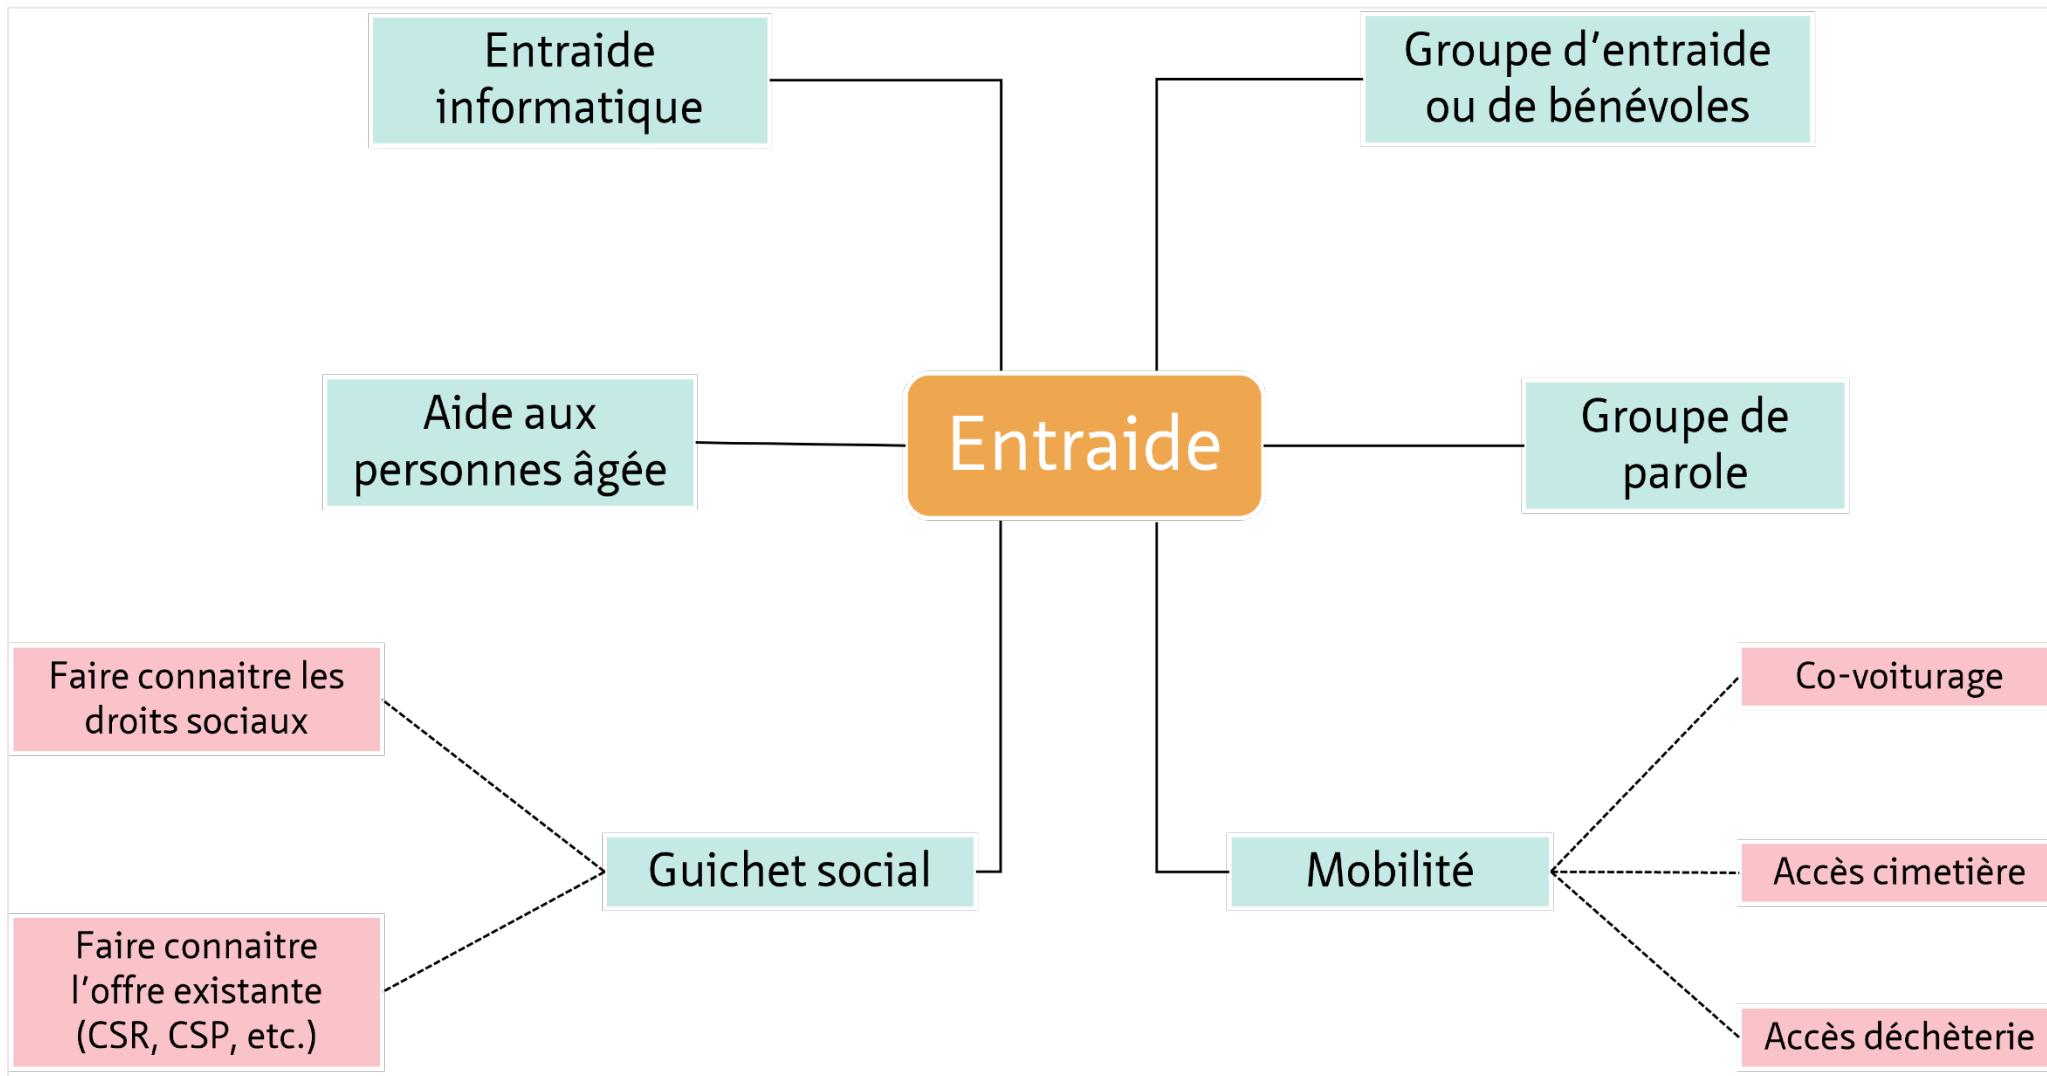 Entraide
informatique
Groupe d’entraide
ou de bénévoles
Aide aux
personnes âgée
Entraide
Groupe de
parole
Faire connaitre les
droits sociaux
Co-voiturage
Guichet social
Mobilité
Accès cimetière
Faire connaitre
l’offre existante
(CSR, CSP, etc.)
Accès déchèterie